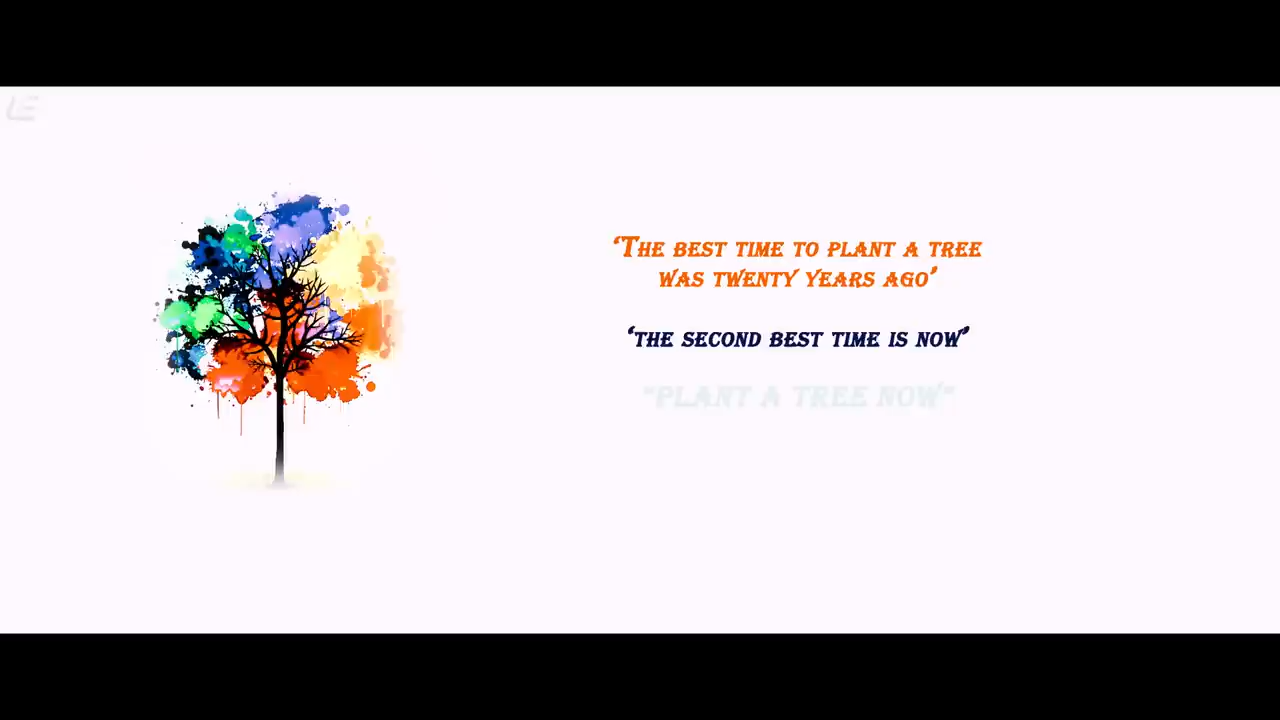 ‘The best time to plant a tree
was twenty years ago’
‘the second best time is now’
"PLANT A TREE NOW"